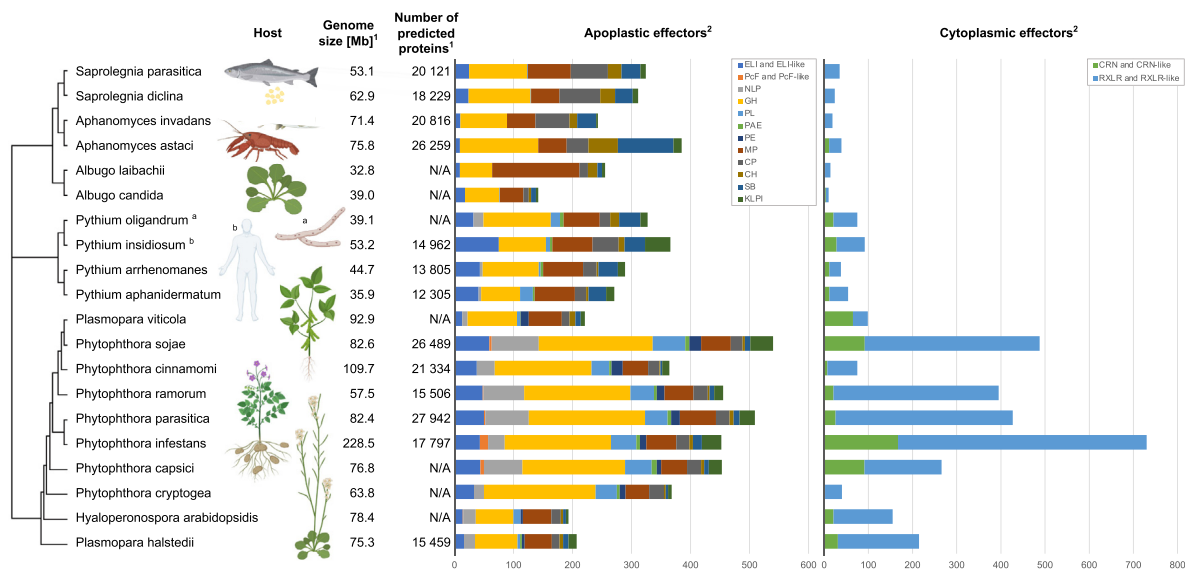 Host
Genome size [Mb]1
Number of predicted proteins1
Apoplastic effectors2
Cytoplasmic effectors2
Saprolegnia parasitica 53.1 20 121
Saprolegnia diclina 62.9 18 229
Aphanomyces invadans 71.4 20 816
Aphanomyces astaci 75.8 26 259
Albugo laibachii 32.8 N/A
Albugo candida 39.0 N/A
Pythium oligandrum a 39.1 N/A
Pythium insidiosum b 53.2 14 962
Pythium arrhenomanes 44.7 13 805
Pythium aphanidermatum 35.9 12 305
Plasmopara viticola 92.9 N/A
Phytophthora sojae 82.6 26 489
Phytophthora cinnamomi 109.7 21 334
Phytophthora ramorum 57.5 15 506
Phytophthora parasitica 82.4 27 942
Phytophthora infestans 228.5 17 797
Phytophthora capsici 76.8 N/A
Phytophthora cryptogea 63.8 N/A
Hyaloperonospora arabidopsidis 78.4 N/A
Plasmopara halstedii 75.3 15 459
a
b
ELI and ELI-like
PcF and PcF-like
NLP
GH
PL
PAE
PE
MP
CP
CH
SB
KLPI
CRN and CRN-like
RXLR and RXLR-like
0 100 200 300 400 500 600
0 100 200 300 400 500 600 700 800